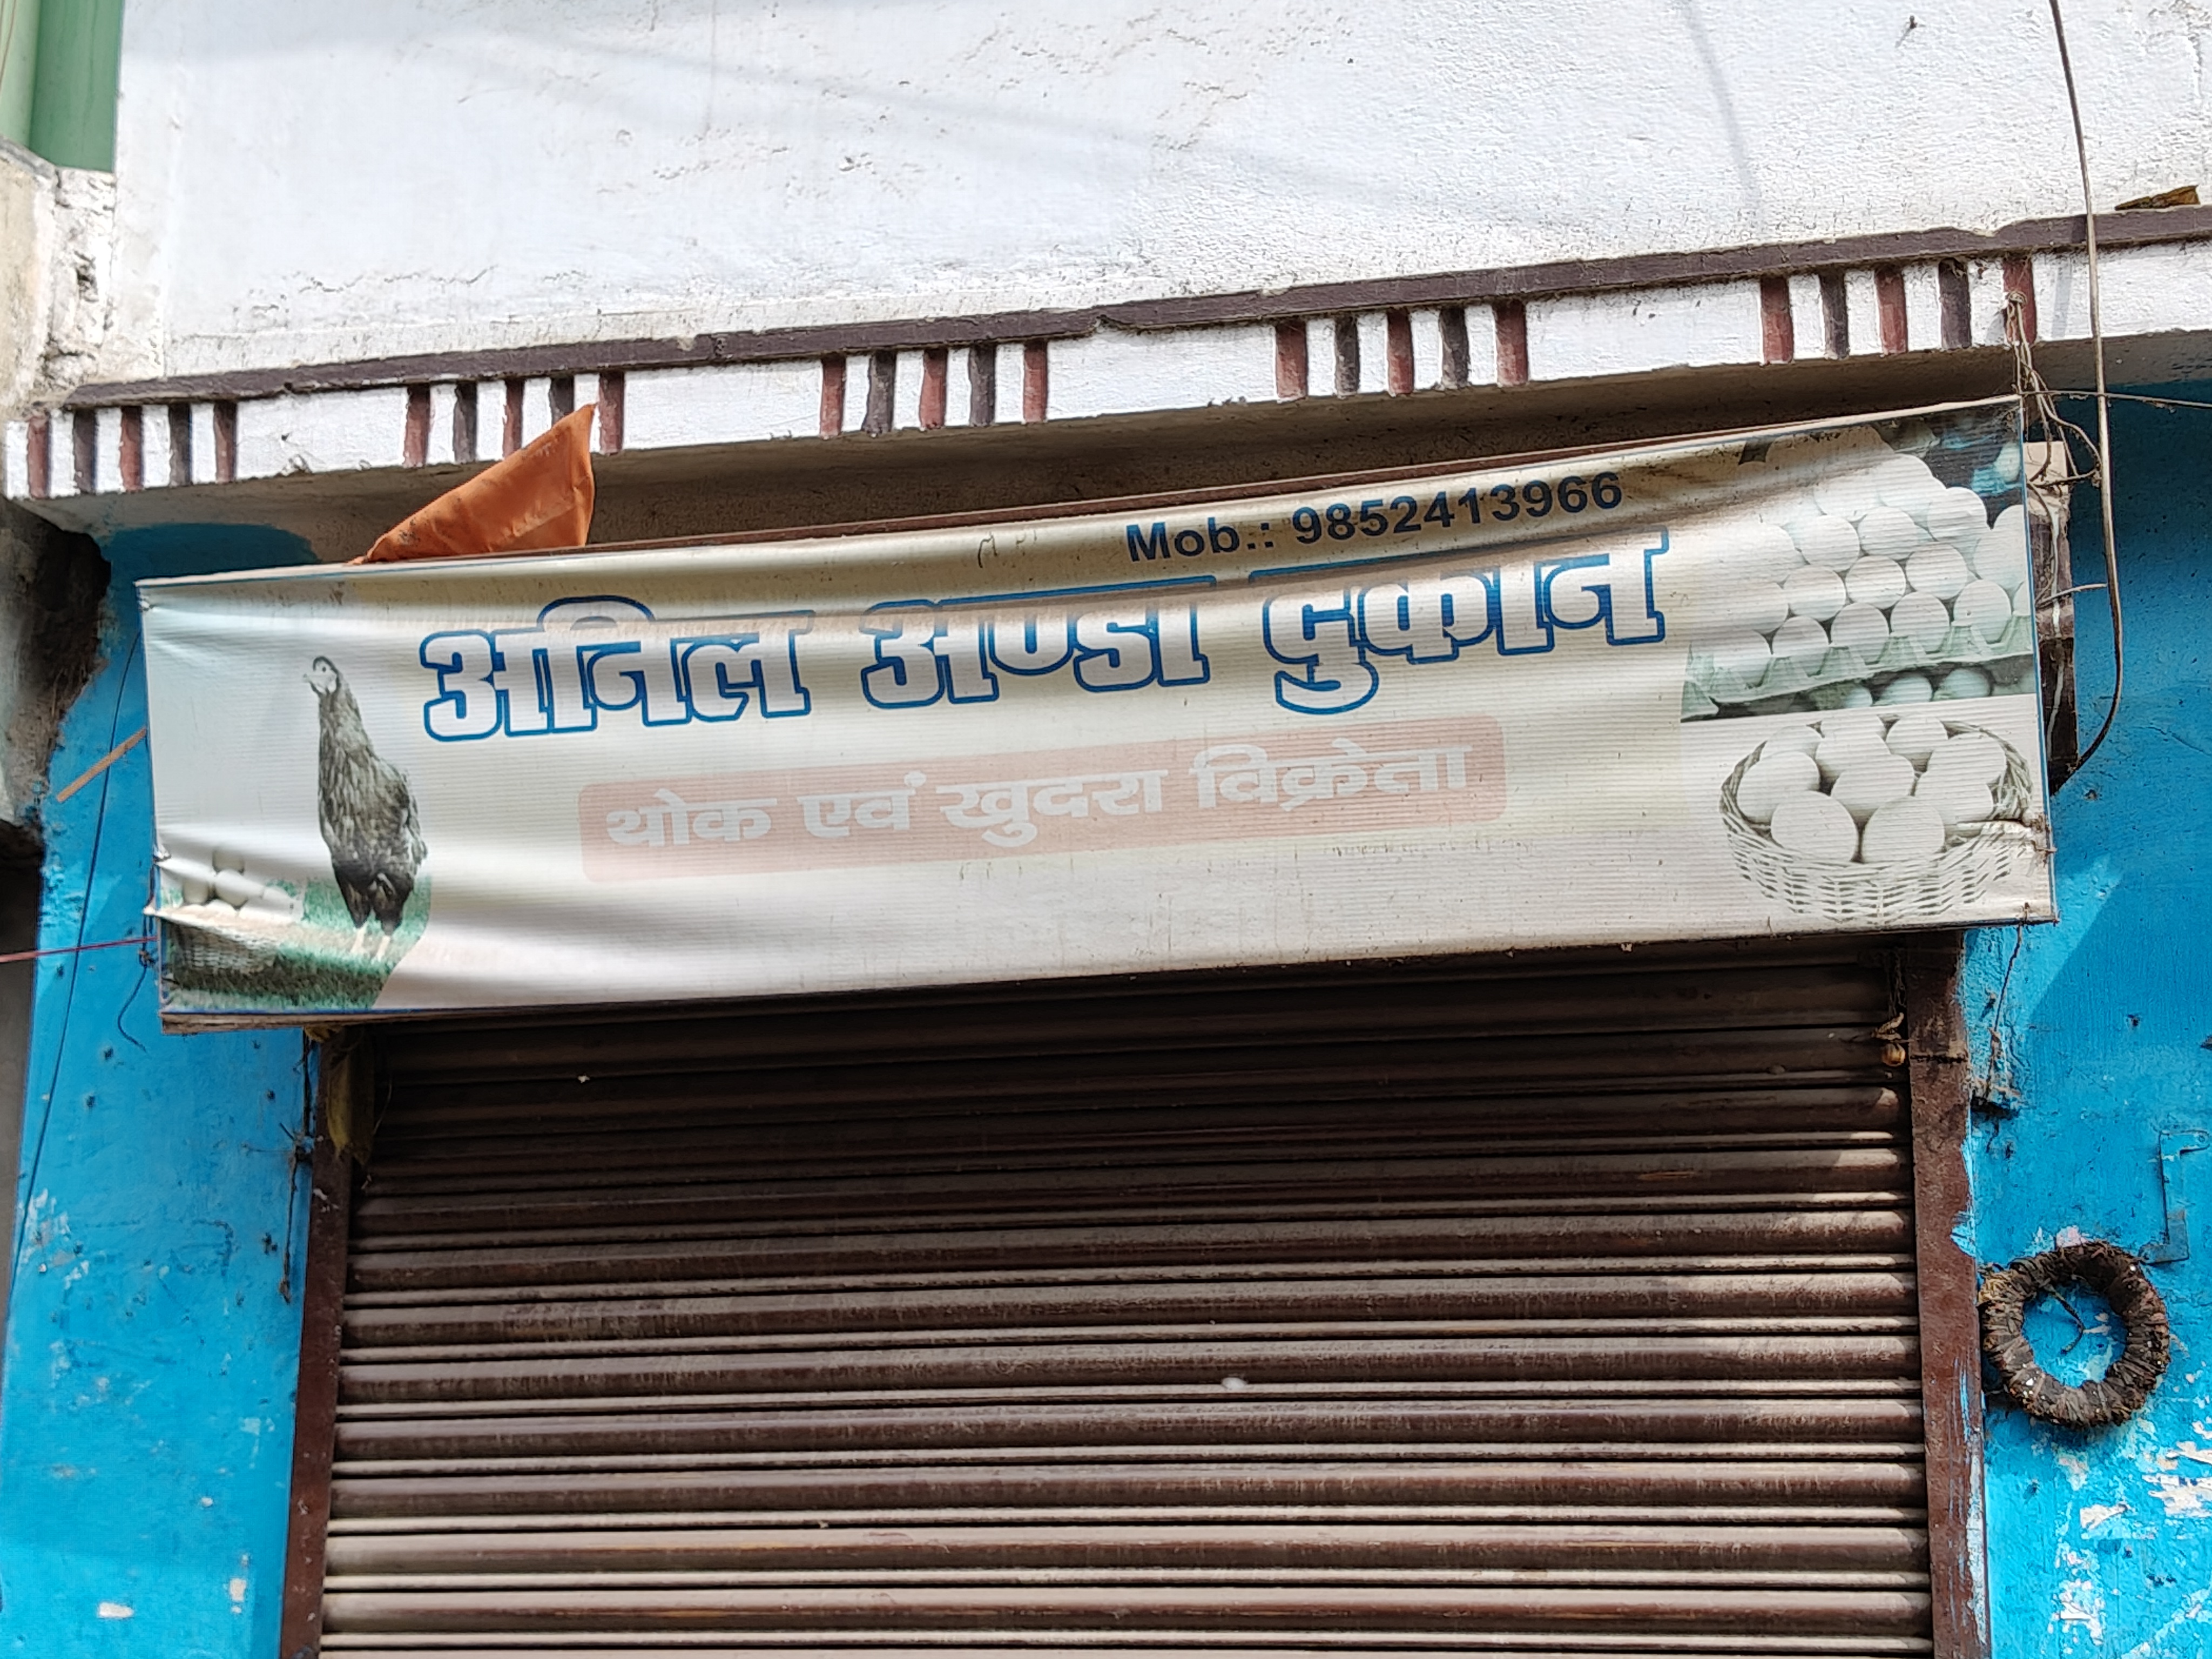 Mob.: 9852413966
अनिल अण्डा दुकान
थोक एवं खुदरा विक्रेता